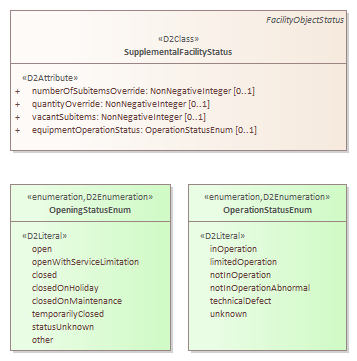 FacilityObjectStatus
«D2Class»
SupplementalFacilityStatus
«D2Attribute»
+ numberOfSubitemsOverride: NonNegativeInteger [0..1]
+ quantityOverride: NonNegativeInteger [0..1]
+ vacantSubitems: NonNegativeInteger [0..1]
+ equipmentOperationStatus: OperationStatusEnum [0..1]
«enumeration,D2Enumeration»
OpeningStatusEnum
«D2Literal»
open
openWithServiceLimitation
closed
closedOnHoliday
closedOnMaintenance
temporarilyClosed
statusUnknown
other
«enumeration,D2Enumeration»
OperationStatusEnum
«D2Literal»
inOperation
limitedOperation
notInOperation
notInOperationAbnormal
technicalDefect
unknown